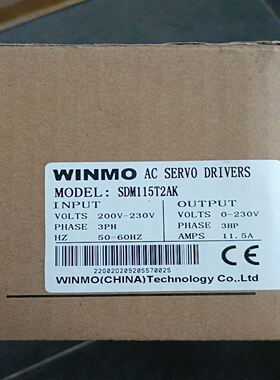 WINMO AC SERVO DRIVERS
MODEL: SDM115T2AK
INPUT OUTPUT
VOLTS 200V-230V VOLTS 0-230V
PHASE 3PH PHASE 3HP
HZ 50-60HZ AMPS 11.5A
CE
22G02D209205570025
WINMO(CHINA)Technology Co,.Ltd